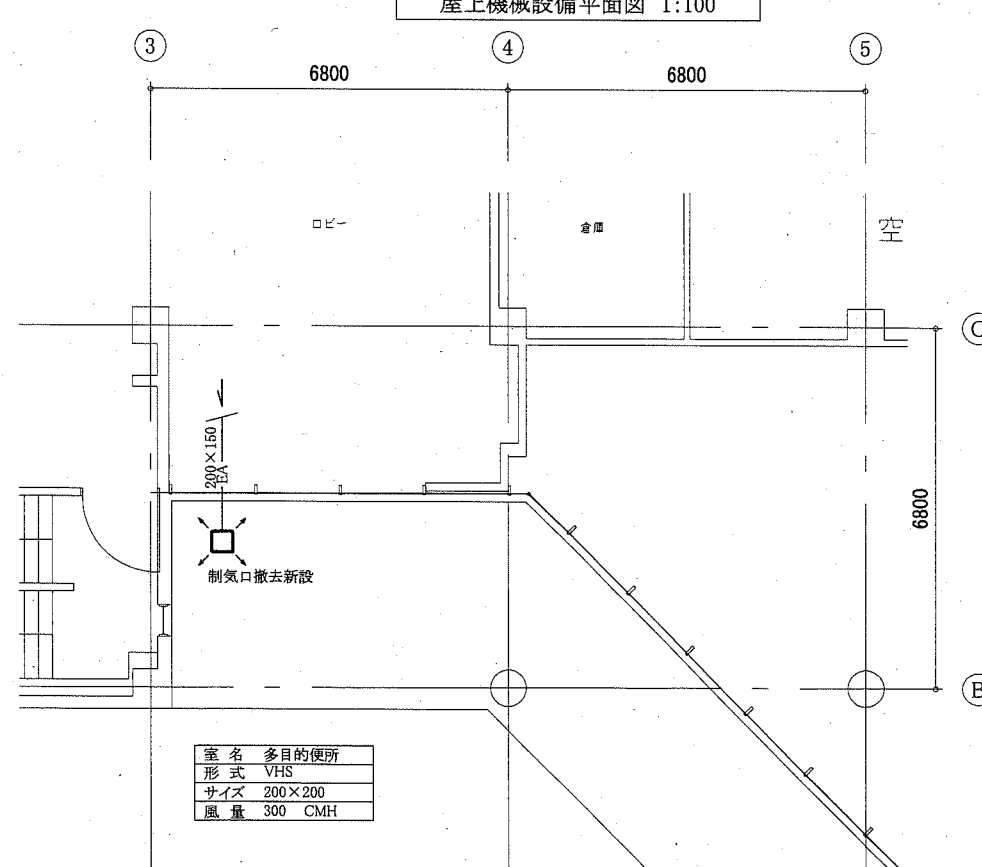 屋上機械設備平面図 1:100
3
4
5
6800
6800
ロビー
倉庫
空
C
200×150
EA
6800
制気口撤去新設
B
室 名 多目的便所
形 式 VHS
サイズ 200×200
風 量 300 CMH